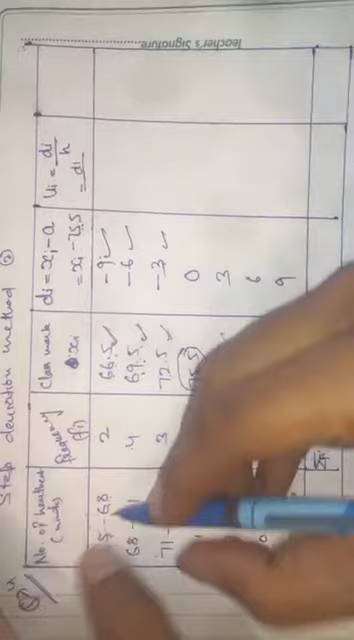 Teacher's Signature
Step deviation method
No. of heartbeat
(minute)
frequency
(fi)
Class mark
xi
di = xi - a
= xi - 75.5
Ui = di/h
= di
68
2
66.5
-9
68
4
69.5
-6
71-
3
72.5
-3
75.5
0
3
6
9